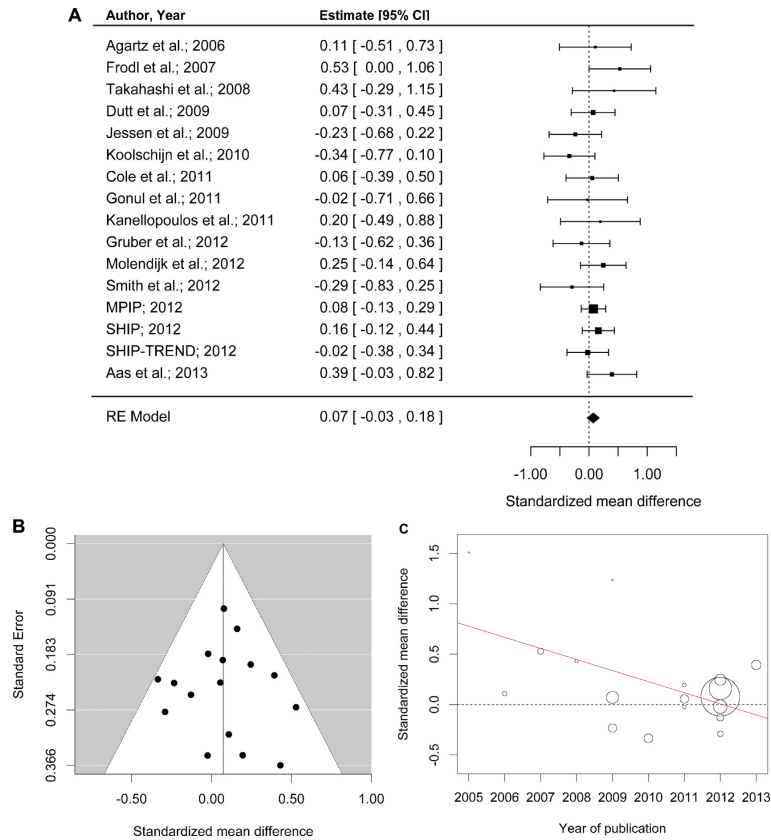 A
Author, Year Estimate [95% CI]
Agartz et al.; 2006 0.11 [ -0.51 , 0.73 ]
Frodl et al.; 2007 0.53 [ 0.00 , 1.06 ]
Takahashi et al.; 2008 0.43 [ -0.29 , 1.15 ]
Dutt et al.; 2009 0.07 [ -0.31 , 0.45 ]
Jessen et al.; 2009 -0.23 [ -0.68 , 0.22 ]
Koolschijn et al.; 2010 -0.34 [ -0.77 , 0.10 ]
Cole et al.; 2011 0.06 [ -0.39 , 0.50 ]
Gonul et al.; 2011 -0.02 [ -0.71 , 0.66 ]
Kanellopoulos et al.; 2011 0.20 [ -0.49 , 0.88 ]
Gruber et al.; 2012 -0.13 [ -0.62 , 0.36 ]
Molendijk et al.; 2012 0.25 [ -0.14 , 0.64 ]
Smith et al.; 2012 -0.29 [ -0.83 , 0.25 ]
MPIP; 2012 0.08 [ -0.13 , 0.29 ]
SHIP; 2012 0.16 [ -0.12 , 0.44 ]
SHIP-TREND; 2012 -0.02 [ -0.38 , 0.34 ]
Aas et al.; 2013 0.39 [ -0.03 , 0.82 ]
RE Model 0.07 [ -0.03 , 0.18 ]
-1.00 0.00 1.00
Standardized mean difference
B
Standard Error
0.000
0.091
0.183
0.274
0.366
-0.50 0.00 0.50 1.00
Standardized mean difference
C
Standardized mean difference
1.5
1.0
0.5
0.0
-0.5
2005 2006 2007 2008 2009 2010 2011 2012 2013
Year of publication